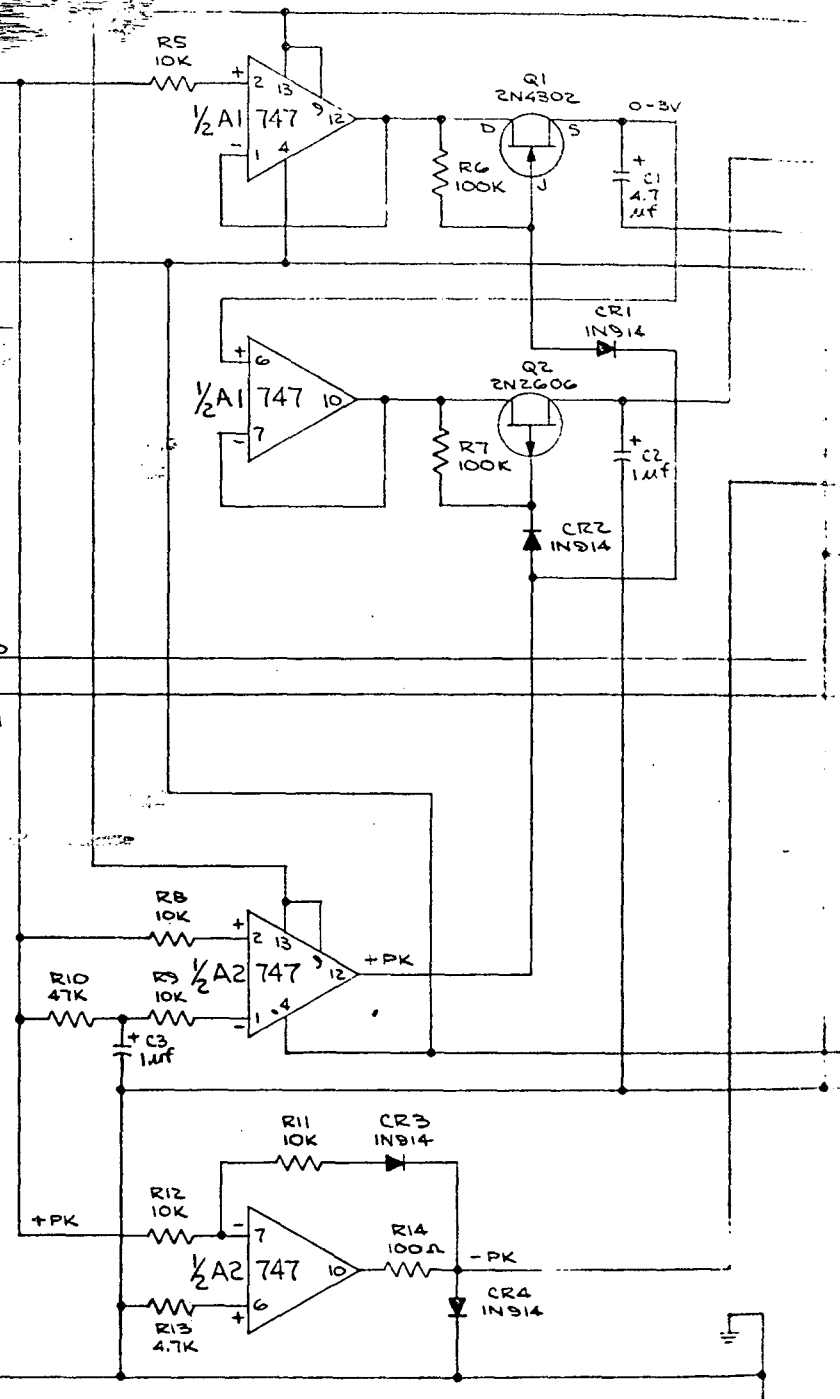 R5
10K
+
2
13
9
12
½A1 747
-
1
4
Q1
2N4302
D
S
J
0-3V
R6
100K
+
C1
4.7
µf
CR1
1N914
+
6
½A1 747
10
7
-
Q2
2N2606
R7
100K
+
C2
1µf
CR2
1N914
R8
10K
+
2
13
9
12
½A2 747
+PK
R10
47K
R9
10K
1
-
4
+
C3
1µf
R11
10K
CR3
1N914
+PK
R12
10K
-
7
½A2 747
10
R14
100Ω
-PK
6
+
R13
4.7K
CR4
1N914